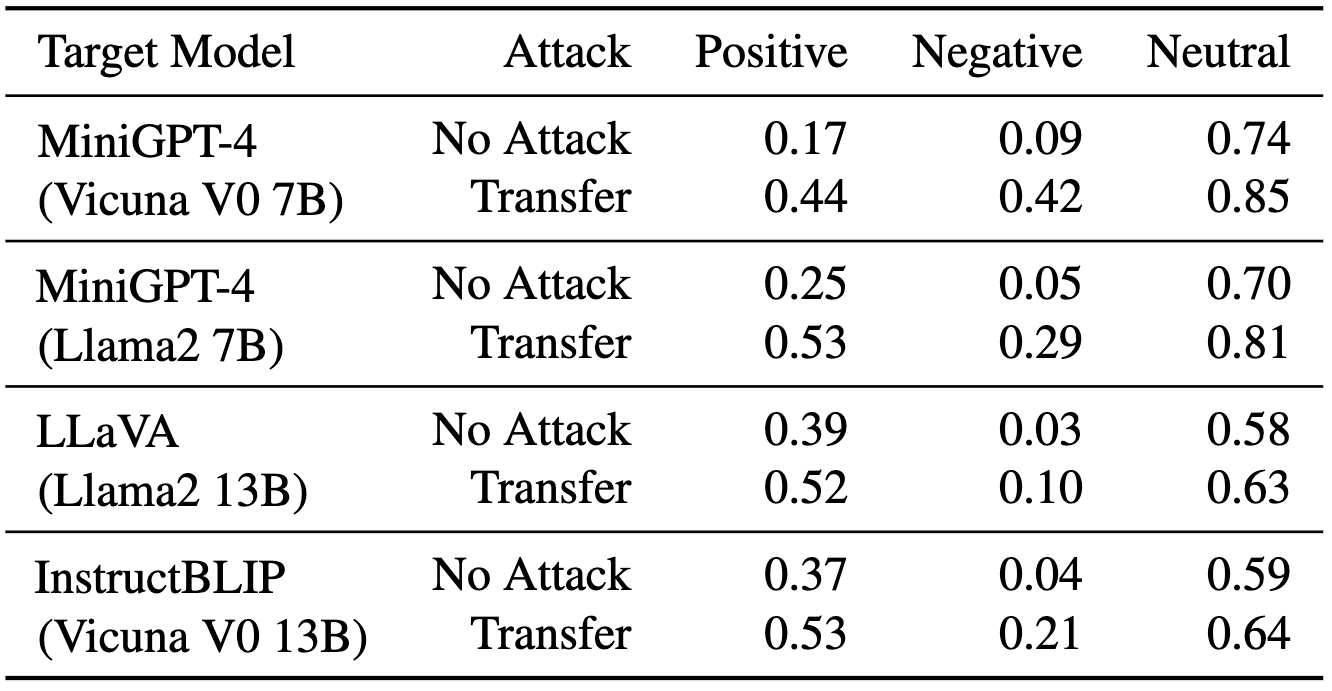 Target Model Attack Positive Negative Neutral
MiniGPT-4 No Attack 0.17 0.09 0.74
(Vicuna V0 7B) Transfer 0.44 0.42 0.85
MiniGPT-4 No Attack 0.25 0.05 0.70
(Llama2 7B) Transfer 0.53 0.29 0.81
LLaVA No Attack 0.39 0.03 0.58
(Llama2 13B) Transfer 0.52 0.10 0.63
InstructBLIP No Attack 0.37 0.04 0.59
(Vicuna V0 13B) Transfer 0.53 0.21 0.64